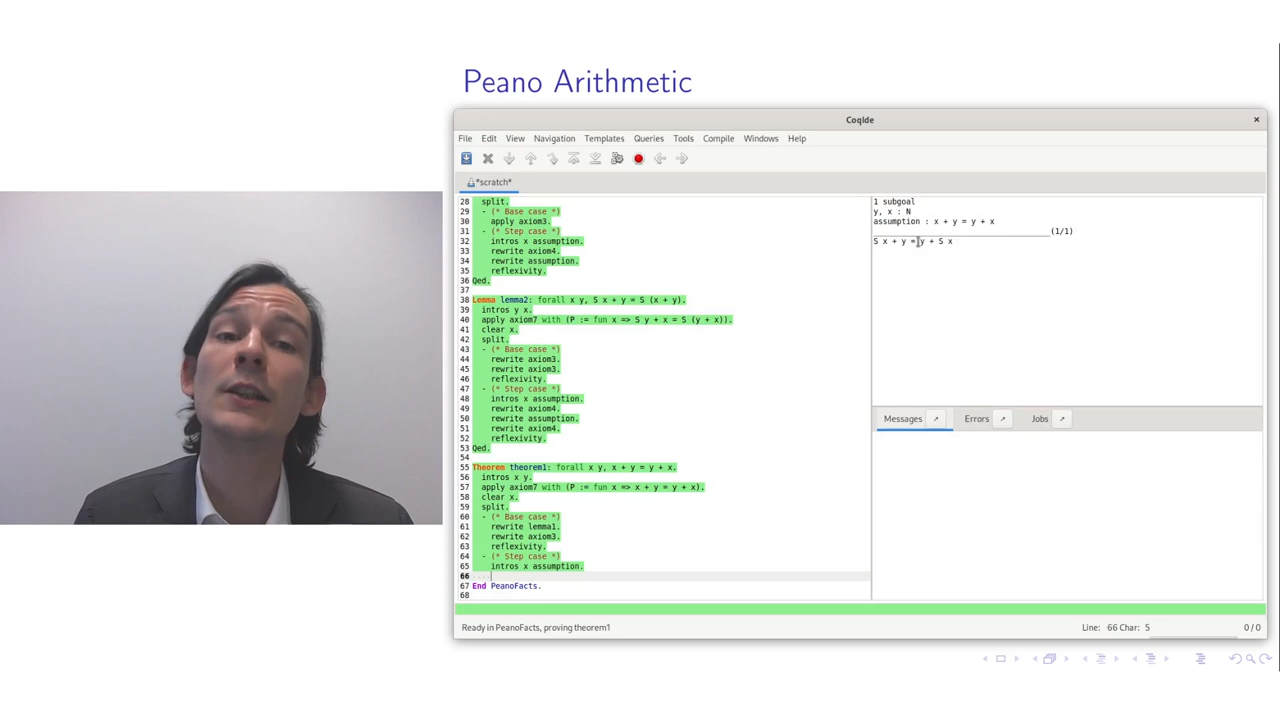 Peano Arithmetic
CoqIde
File Edit View Navigation Templates Queries Tools Compile Windows Help
*scratch*
28 split.
29 - (* Base case *)
30 apply axiom3.
31 - (* Step case *)
32 intros x assumption.
33 rewrite axiom4.
34 rewrite assumption.
35 reflexivity.
36 Qed.
37
38 Lemma lemma2: forall x y, S x + y = S (x + y).
39 intros y x.
40 apply axiom7 with (P := fun x => S y + x = S (y + x)).
41 clear x.
42 split.
43 - (* Base case *)
44 rewrite axiom3.
45 rewrite axiom3.
46 reflexivity.
47 - (* Step case *)
48 intros x assumption.
49 rewrite axiom4.
50 rewrite assumption.
51 rewrite axiom4.
52 reflexivity.
53 Qed.
54
55 Theorem theorem1: forall x y, x + y = y + x.
56 intros x y.
57 apply axiom7 with (P := fun x => x + y = y + x).
58 clear x.
59 split.
60 - (* Base case *)
61 rewrite lemma1.
62 rewrite axiom3.
63 reflexivity.
64 - (* Step case *)
65 intros x assumption.
66
67 End PeanoFacts.
68
1 subgoal
y, x : N
assumption : x + y = y + x
______________________________________(1/1)
S x + y = y + S x
Messages Errors Jobs
Ready in PeanoFacts, proving theorem1
Line: 66 Char: 5
0 / 0